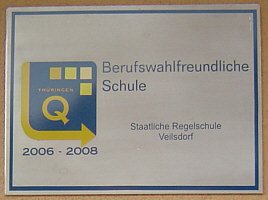 Berufswahlfreundliche
Schule
THÜRINGEN
Q
Staatliche Regelschule
Veilsdorf
2006 - 2008